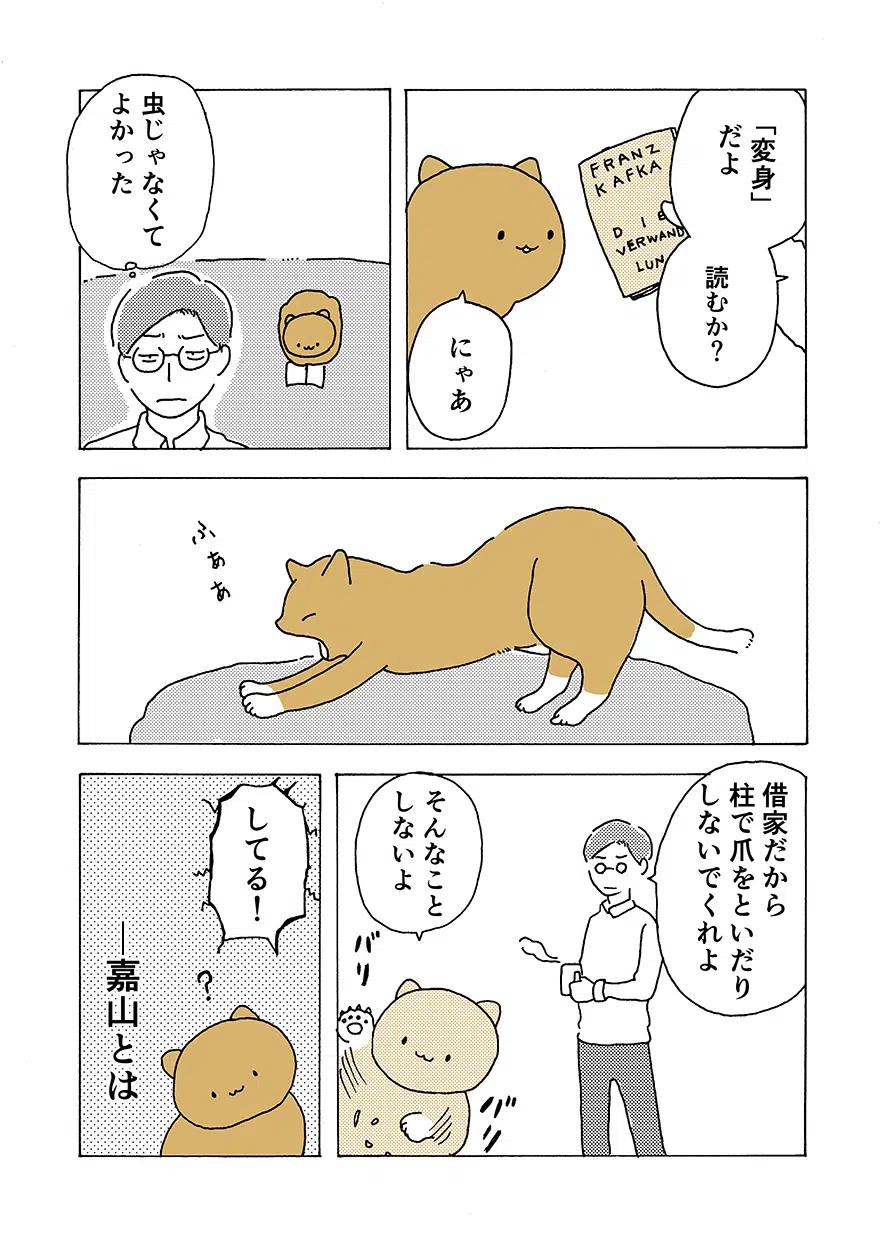 「変身」
だよ
読むか？
FRANZ
KAFKA
DIE
VERWAND
LUN
にゃあ
虫じゃなくて
よかった
ふぁあ
借家だから
柱で爪をといだり
しないでくれよ
そんなこと
しないよ
バリ
バリ
してる！
？
―嘉山とは